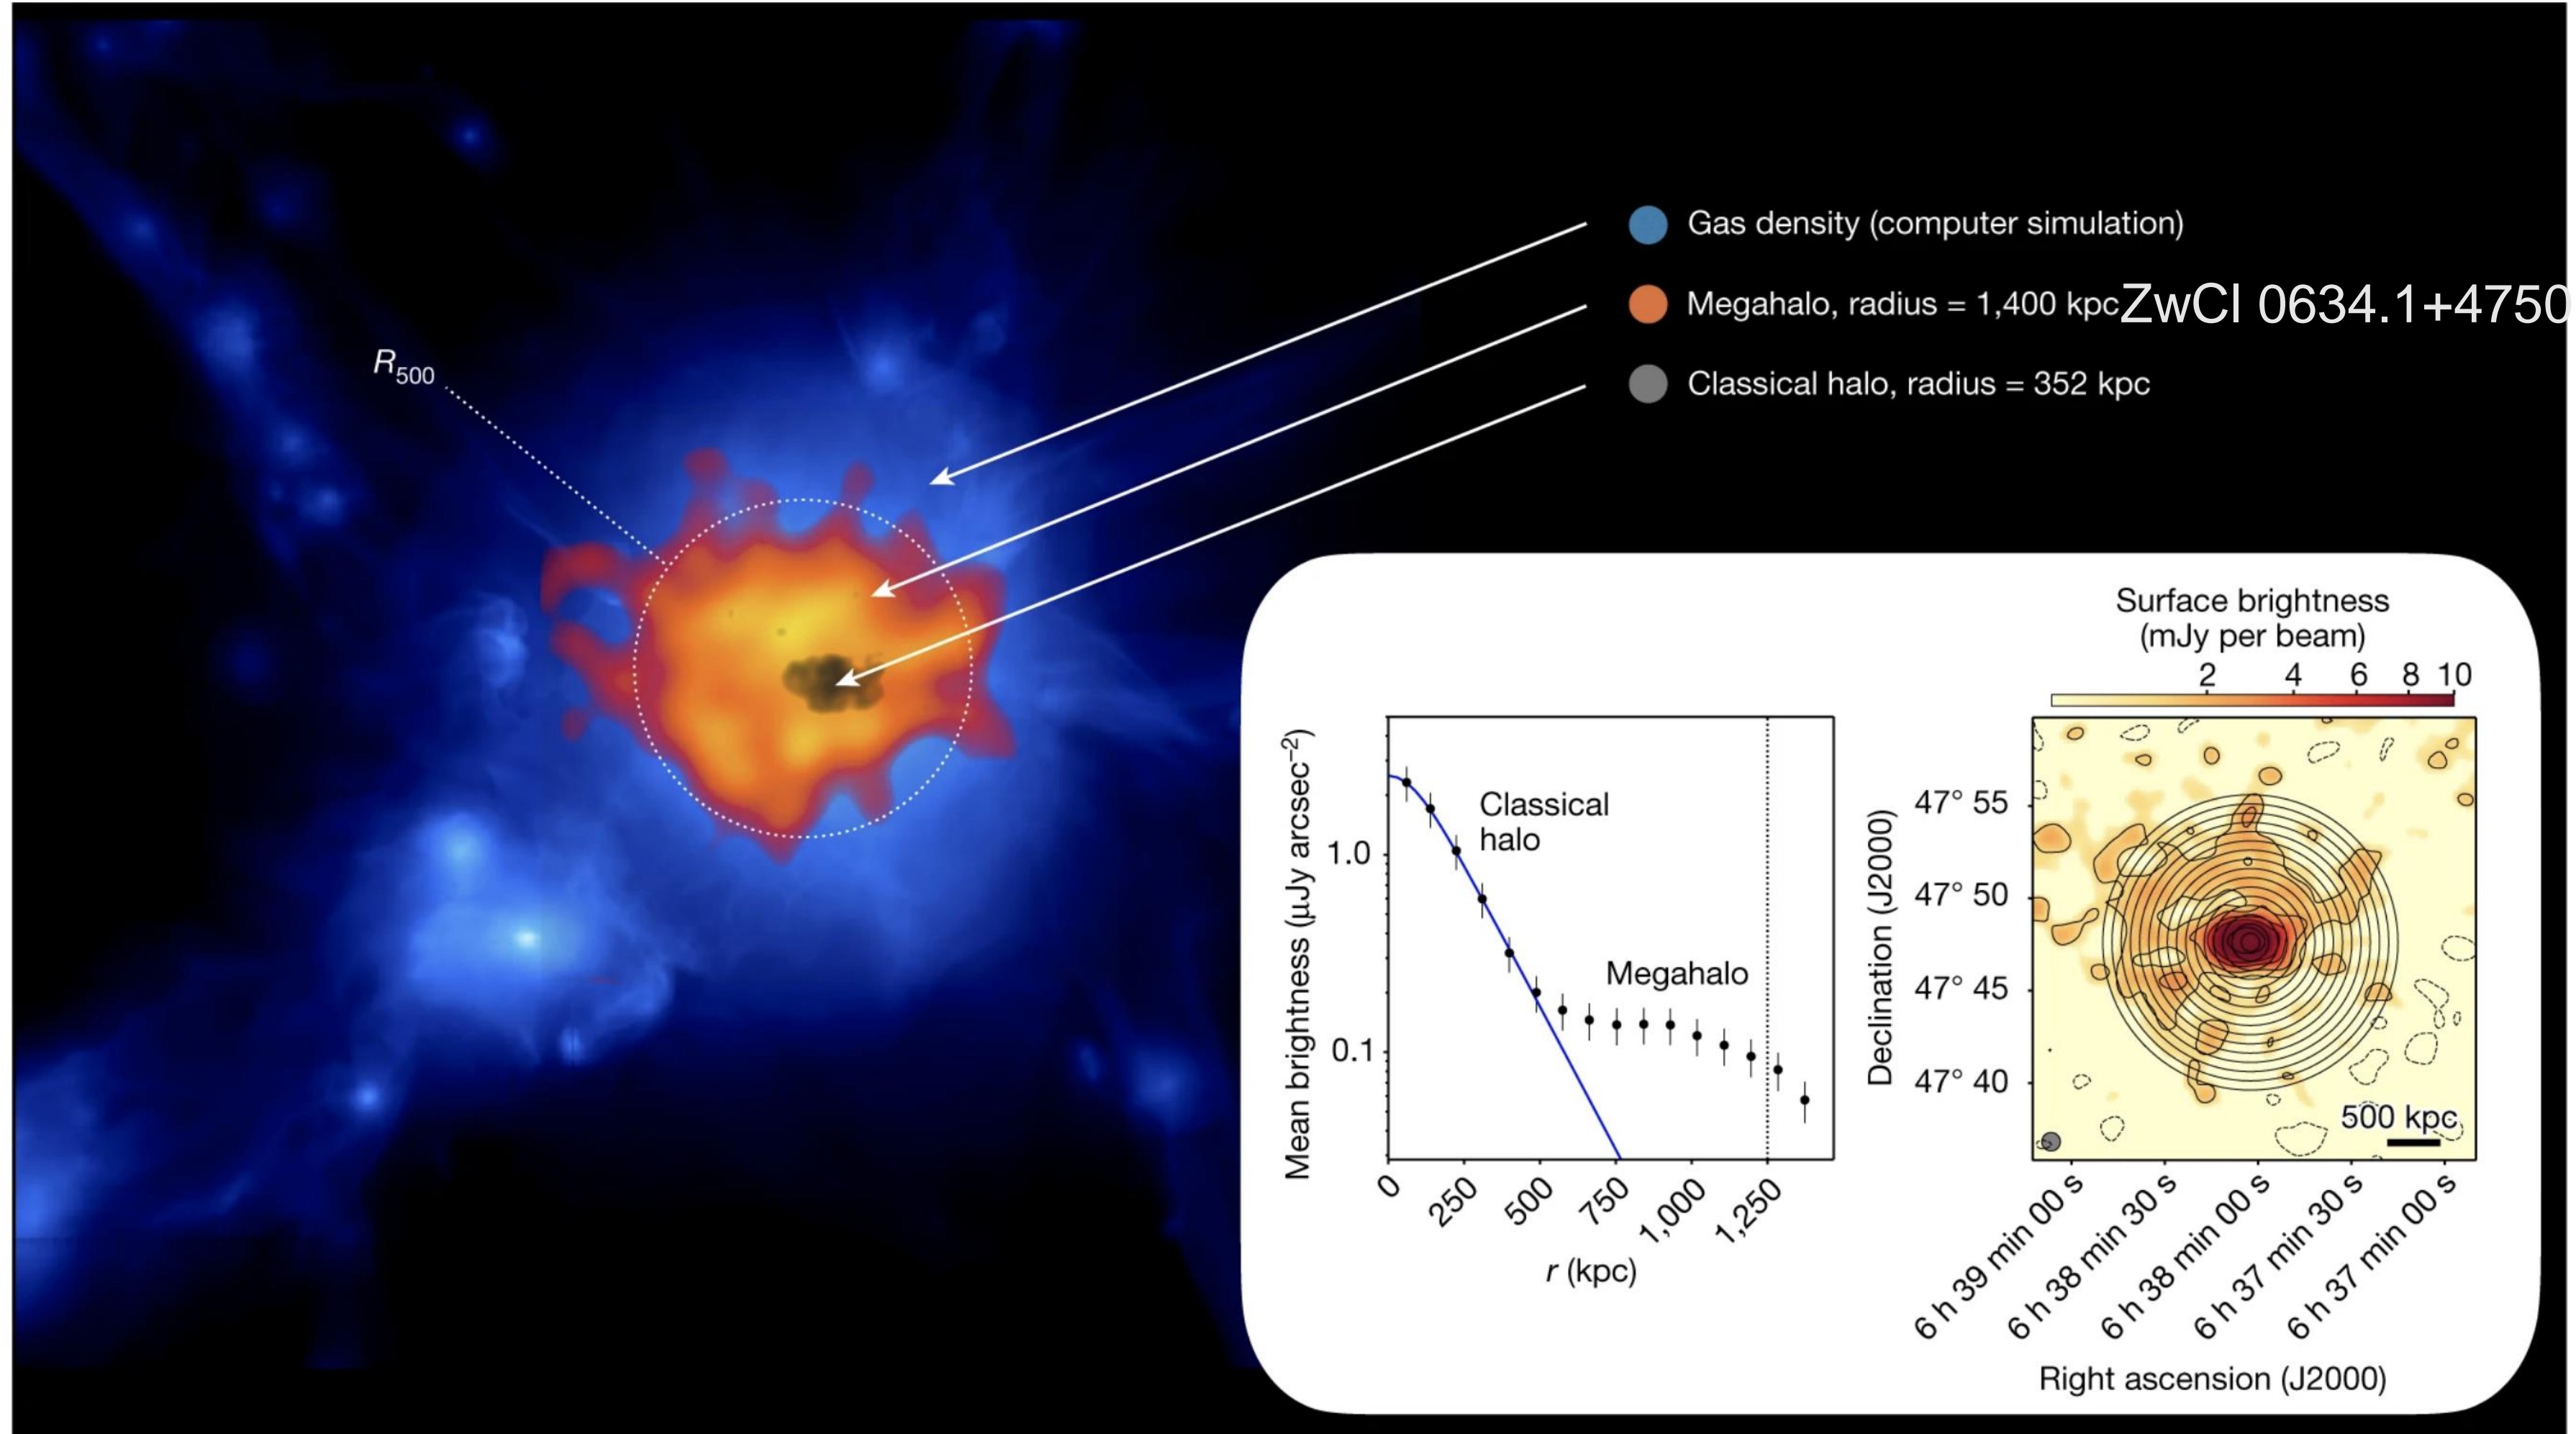 Gas density (computer simulation)
Megahalo, radius = 1,400 kpcZwCl 0634.1+4750
Classical halo, radius = 352 kpc
R500
Surface brightness
(mJy per beam)
2 4 6 8 10
Mean brightness (µJy arcsec−2)
1.0
0.1
Classical
halo
Megahalo
0 250 500 750 1,000 1,250
r (kpc)
Declination (J2000)
47° 55
47° 50
47° 45
47° 40
500 kpc
6 h 39 min 00 s
6 h 38 min 30 s
6 h 38 min 00 s
6 h 37 min 30 s
6 h 37 min 00 s
Right ascension (J2000)